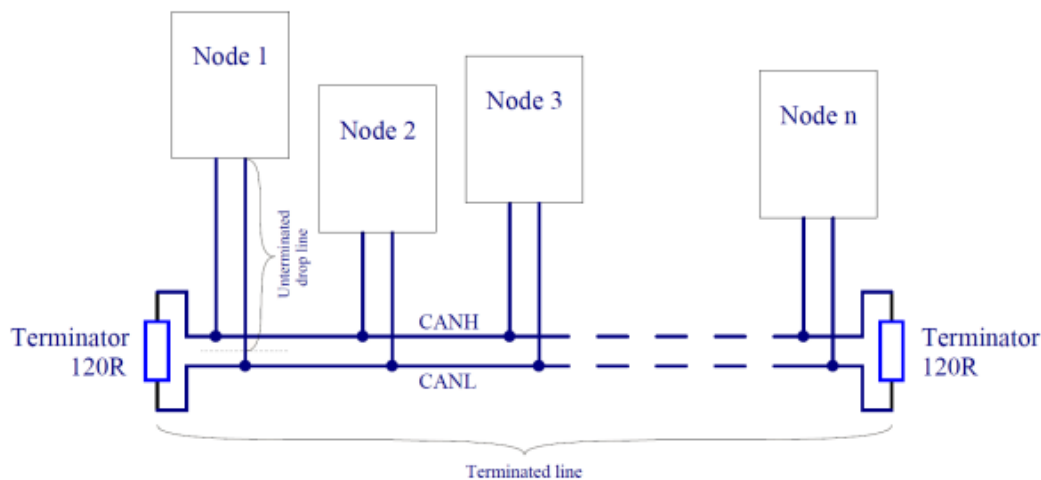 Node 1
Node 2
Node 3
Node n
Unterminated
drop line
Terminator
120R
CANH
CANL
Terminator
120R
Terminated line